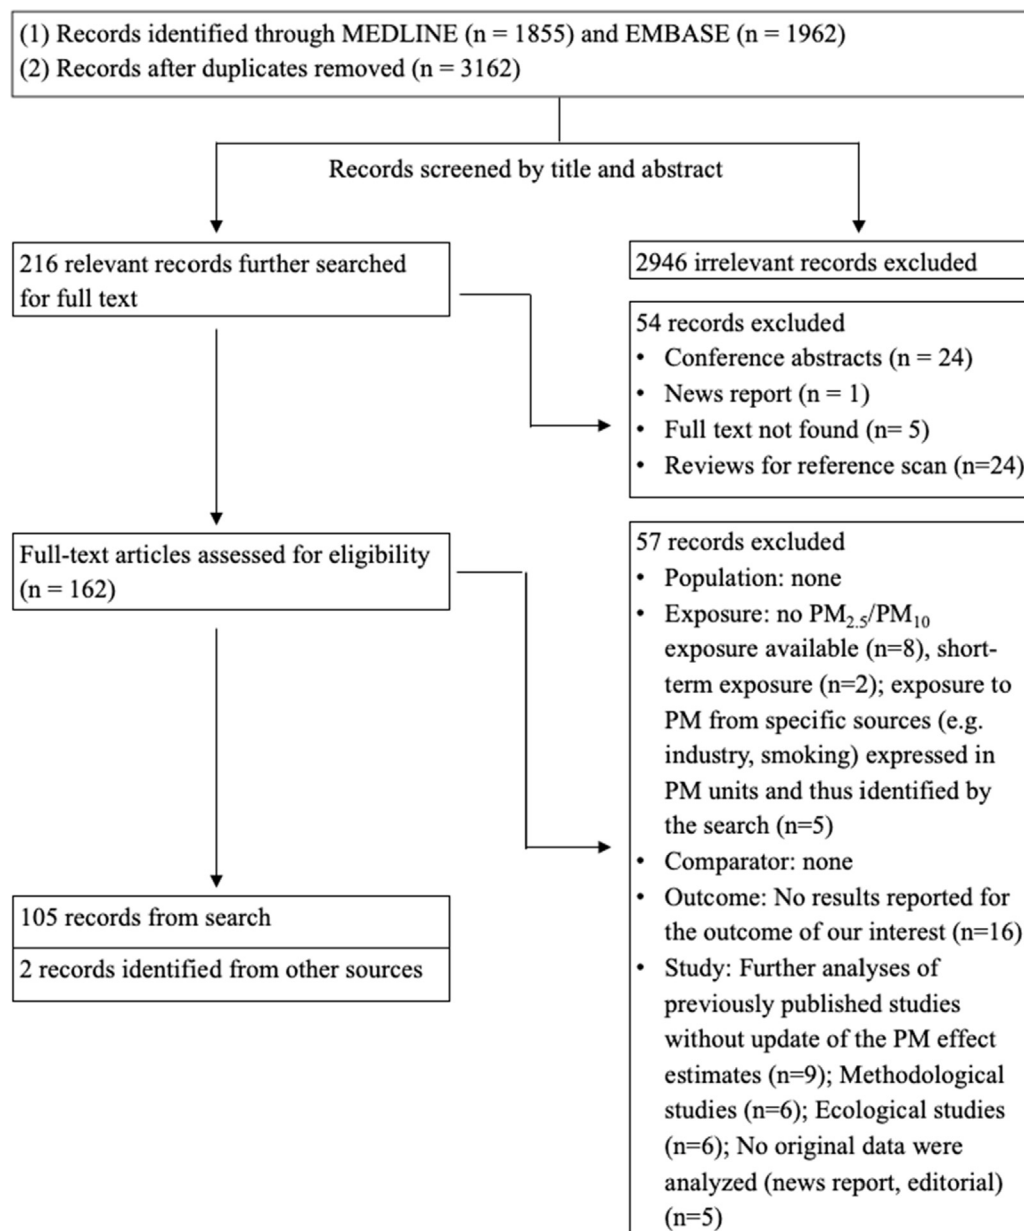 (1) Records identified through MEDLINE (n = 1855) and EMBASE (n = 1962)
(2) Records after duplicates removed (n = 3162)
Records screened by title and abstract
216 relevant records further searched
for full text
2946 irrelevant records excluded
54 records excluded
• Conference abstracts (n = 24)
• News report (n = 1)
• Full text not found (n= 5)
• Reviews for reference scan (n=24)
Full-text articles assessed for eligibility
(n = 162)
57 records excluded
• Population: none
• Exposure: no PM2.5/PM10
exposure available (n=8), short-
term exposure (n=2); exposure to
PM from specific sources (e.g.
industry, smoking) expressed in
PM units and thus identified by
the search (n=5)
• Comparator: none
• Outcome: No results reported for
the outcome of our interest (n=16)
• Study: Further analyses of
previously published studies
without update of the PM effect
estimates (n=9); Methodological
studies (n=6); Ecological studies
(n=6); No original data were
analyzed (news report, editorial)
(n=5)
105 records from search
2 records identified from other sources